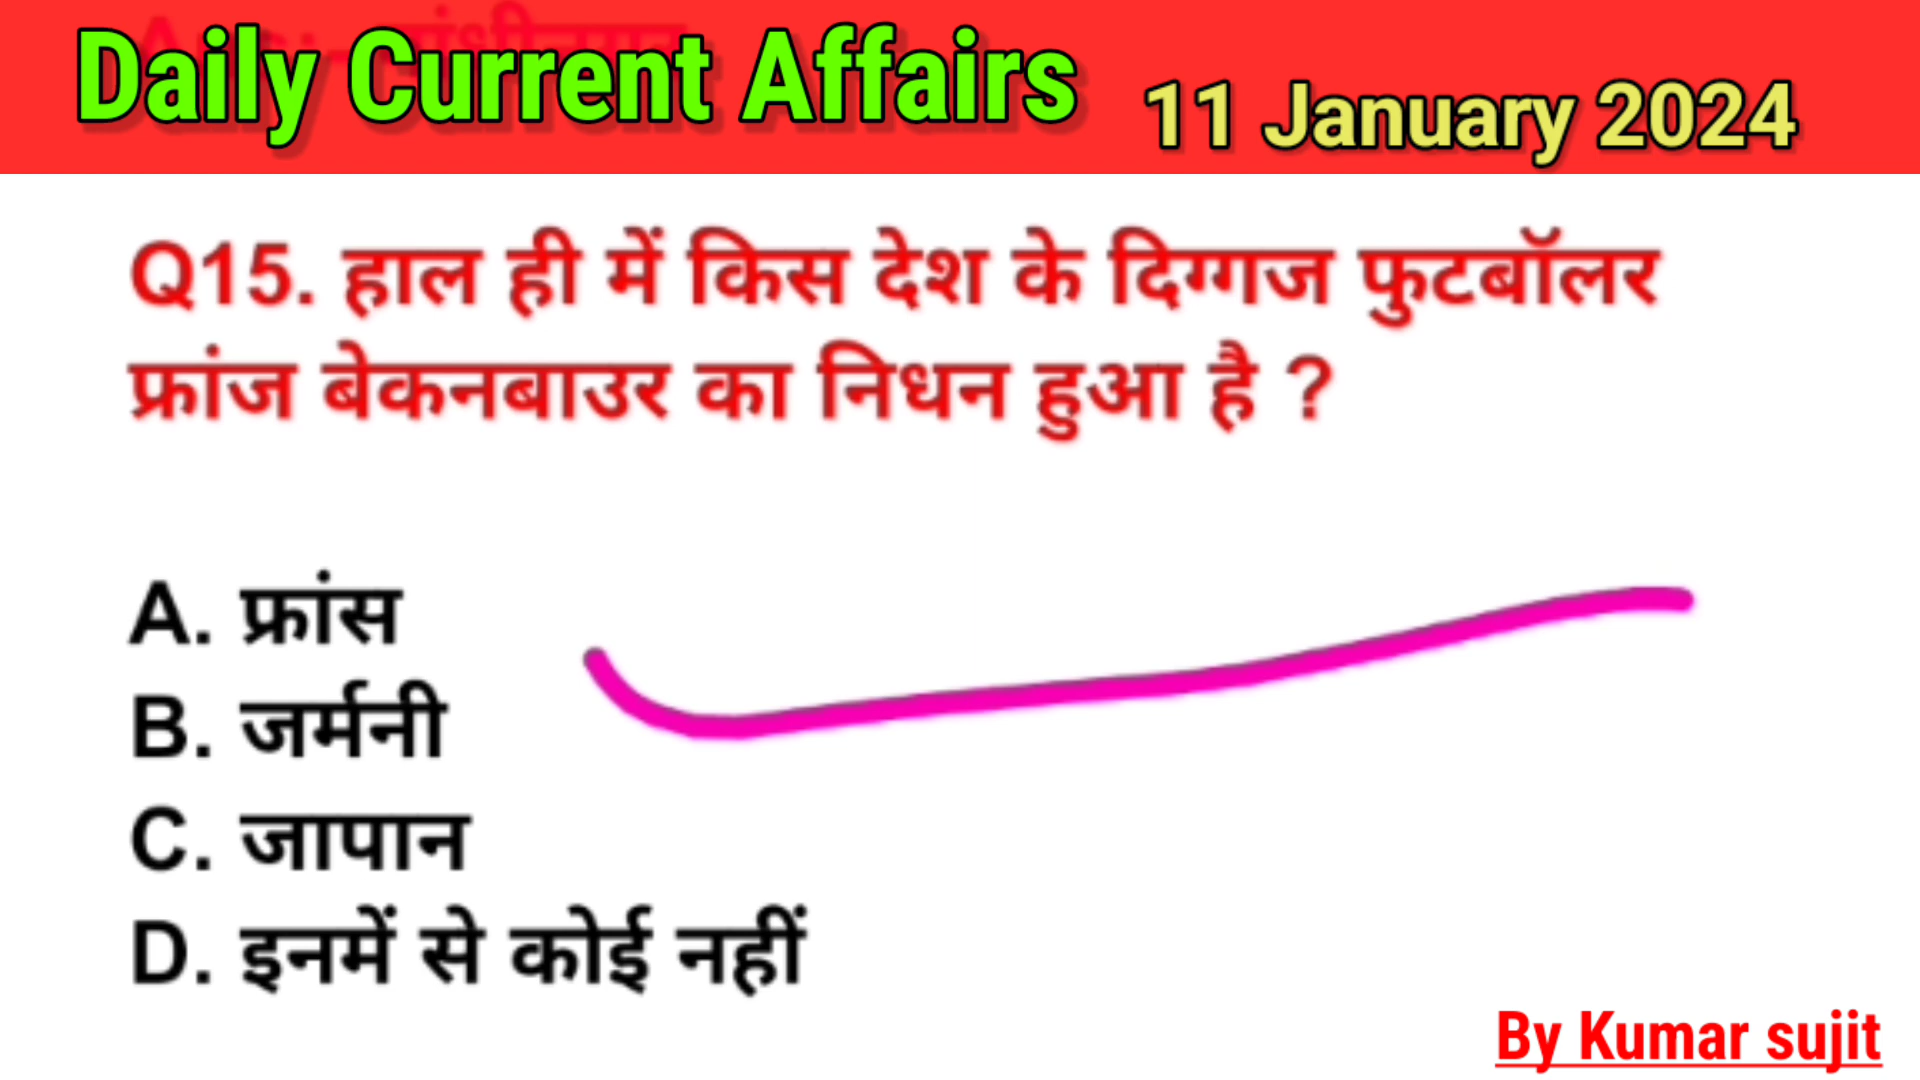 Daily Current Affairs 11 January 2024
Q15. हाल ही में किस देश के दिग्गज फुटबॉलर
फ्रांज बेकनबाउर का निधन हुआ है ?
A. फ्रांस
B. जर्मनी
C. जापान
D. इनमें से कोई नहीं
By Kumar sujit